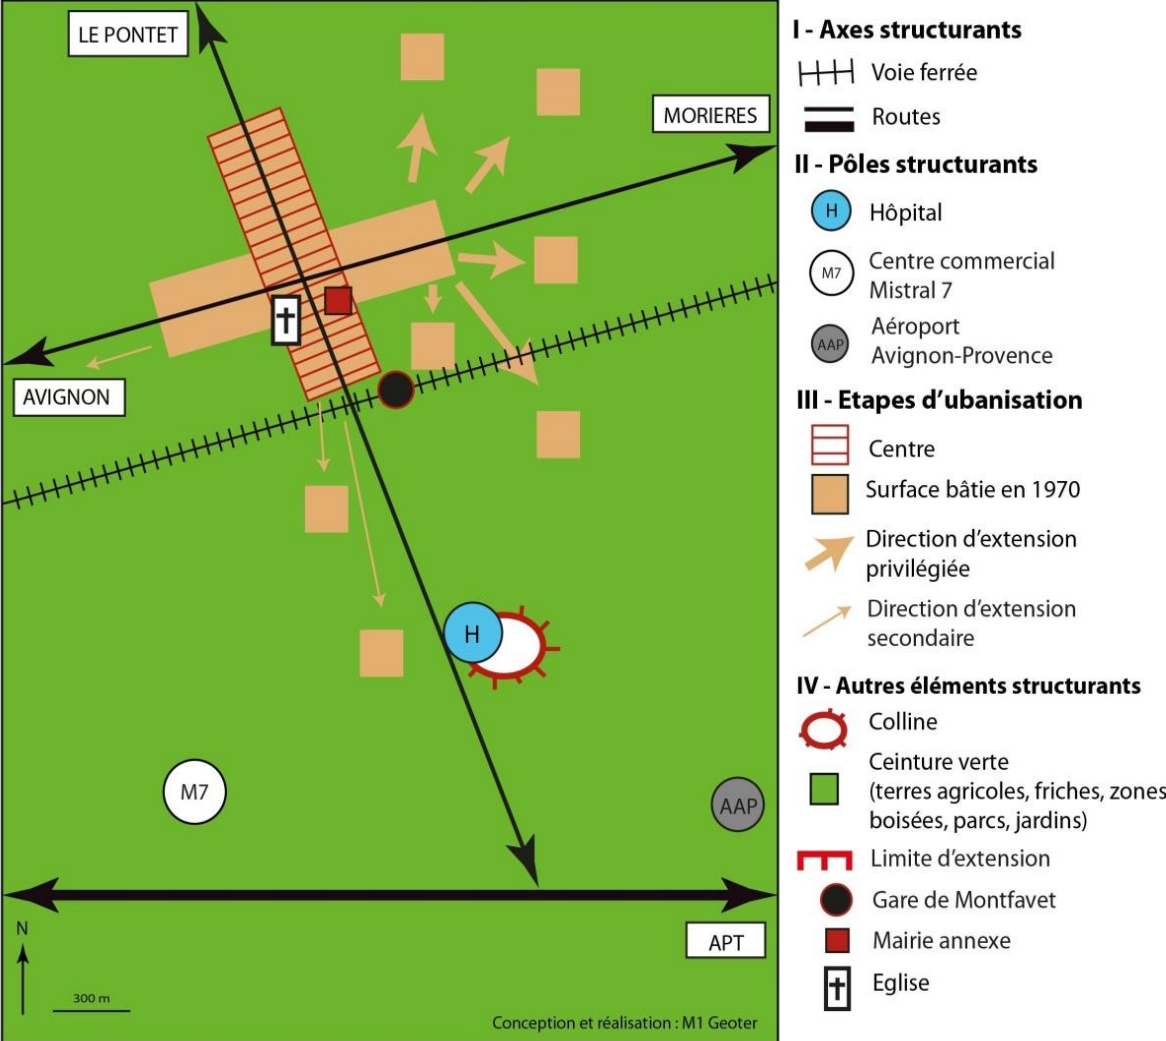 LE PONTET
MORIERES
AVIGNON
H
M7
AAP
APT
N
300 m
Conception et réalisation : M1 Geoter
I - Axes structurants
Voie ferrée
Routes
II - Pôles structurants
H
Hôpital
M7
Centre commercial
Mistral 7
AAP
Aéroport
Avignon-Provence
III - Etapes d'ubanisation
Centre
Surface bâtie en 1970
Direction d'extension
privilégiée
Direction d'extension
secondaire
IV - Autres éléments structurants
Colline
Ceinture verte
(terres agricoles, friches, zones
boisées, parcs, jardins)
Limite d'extension
Gare de Montfavet
Mairie annexe
Eglise